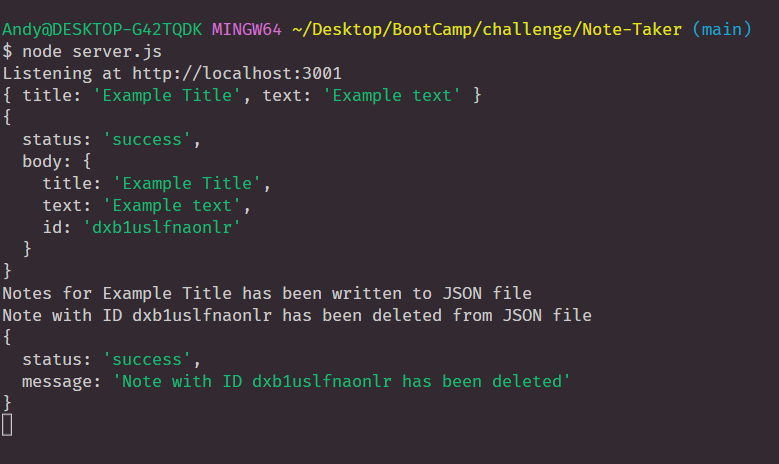 Andy@DESKTOP-G42TQDK MINGW64 ~/Desktop/BootCamp/challenge/Note-Taker (main)
$ node server.js
Listening at http://localhost:3001
{ title: 'Example Title', text: 'Example text' }
{
  status: 'success',
  body: {
    title: 'Example Title',
    text: 'Example text',
    id: 'dxb1uslfnaonlr'
  }
}
Notes for Example Title has been written to JSON file
Note with ID dxb1uslfnaonlr has been deleted from JSON file
{
  status: 'success',
  message: 'Note with ID dxb1uslfnaonlr has been deleted'
}